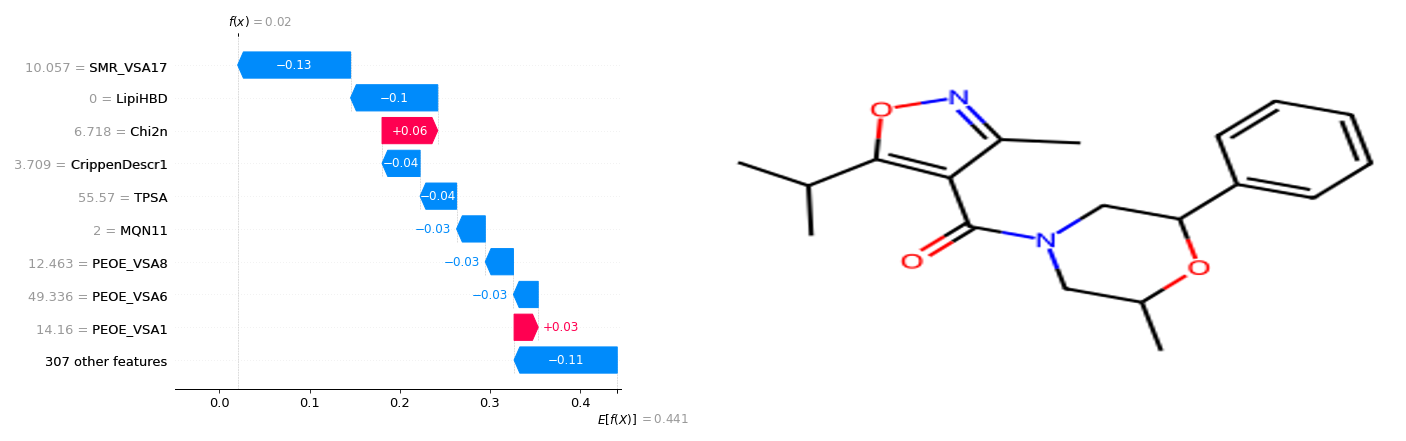 f(x) = 0.02
10.057 = SMR_VSA17 −0.13
0 = LipiHBD −0.1
6.718 = Chi2n +0.06
3.709 = CrippenDescr1 −0.04
55.57 = TPSA −0.04
2 = MQN11 −0.03
12.463 = PEOE_VSA8 −0.03
49.336 = PEOE_VSA6 −0.03
14.16 = PEOE_VSA1 +0.03
307 other features −0.11
0.0 0.1 0.2 0.3 0.4
E[f(X)] = 0.441
O N
O N
O